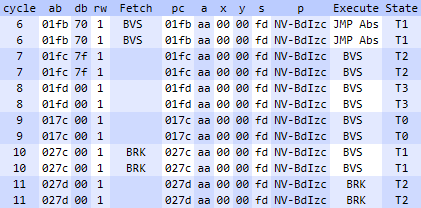 cycle ab db rw Fetch pc a x y s p Execute State
6 01fb 70 1 BVS 01fb aa 00 00 fd NV-BdIzc JMP Abs T1
6 01fb 70 1 BVS 01fb aa 00 00 fd NV-BdIzc JMP Abs T1
7 01fc 7f 1 01fc aa 00 00 fd NV-BdIzc BVS T2
7 01fc 7f 1 01fc aa 00 00 fd NV-BdIzc BVS T2
8 01fd 00 1 01fd aa 00 00 fd NV-BdIzc BVS T3
8 01fd 00 1 01fd aa 00 00 fd NV-BdIzc BVS T3
9 017c 00 1 01fd aa 00 00 fd NV-BdIzc BVS T0
9 017c 00 1 01fd aa 00 00 fd NV-BdIzc BVS T0
10 027c 00 1 BRK 027c aa 00 00 fd NV-BdIzc BVS T1
10 027c 00 1 BRK 027c aa 00 00 fd NV-BdIzc BVS T1
11 027d 00 1 027d aa 00 00 fd NV-BdIzc BRK T2
11 027d 00 1 027d aa 00 00 fd NV-BdIzc BRK T2